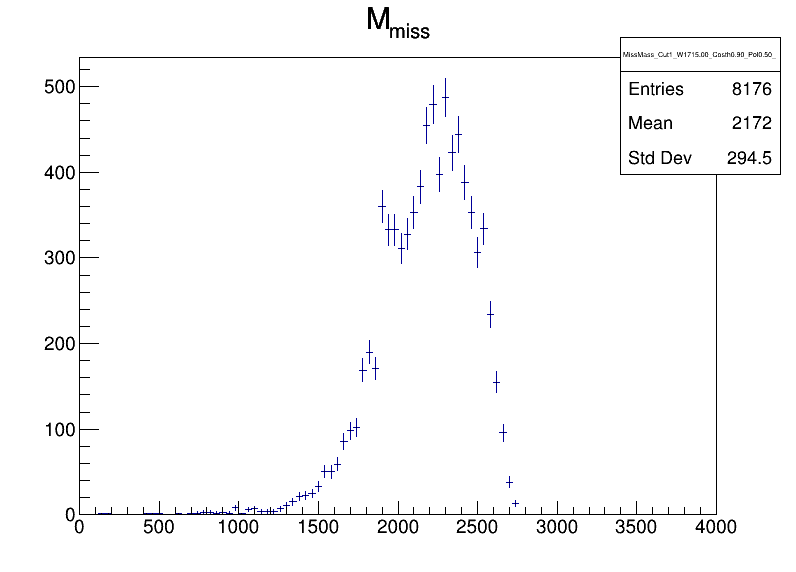 M_miss
MissMass_Cut1_W1715.00_Costh0.90_Pol0.50_
Entries 8176
Mean 2172
Std Dev 294.5
500
400
300
200
100
0
0 500 1000 1500 2000 2500 3000 3500 4000